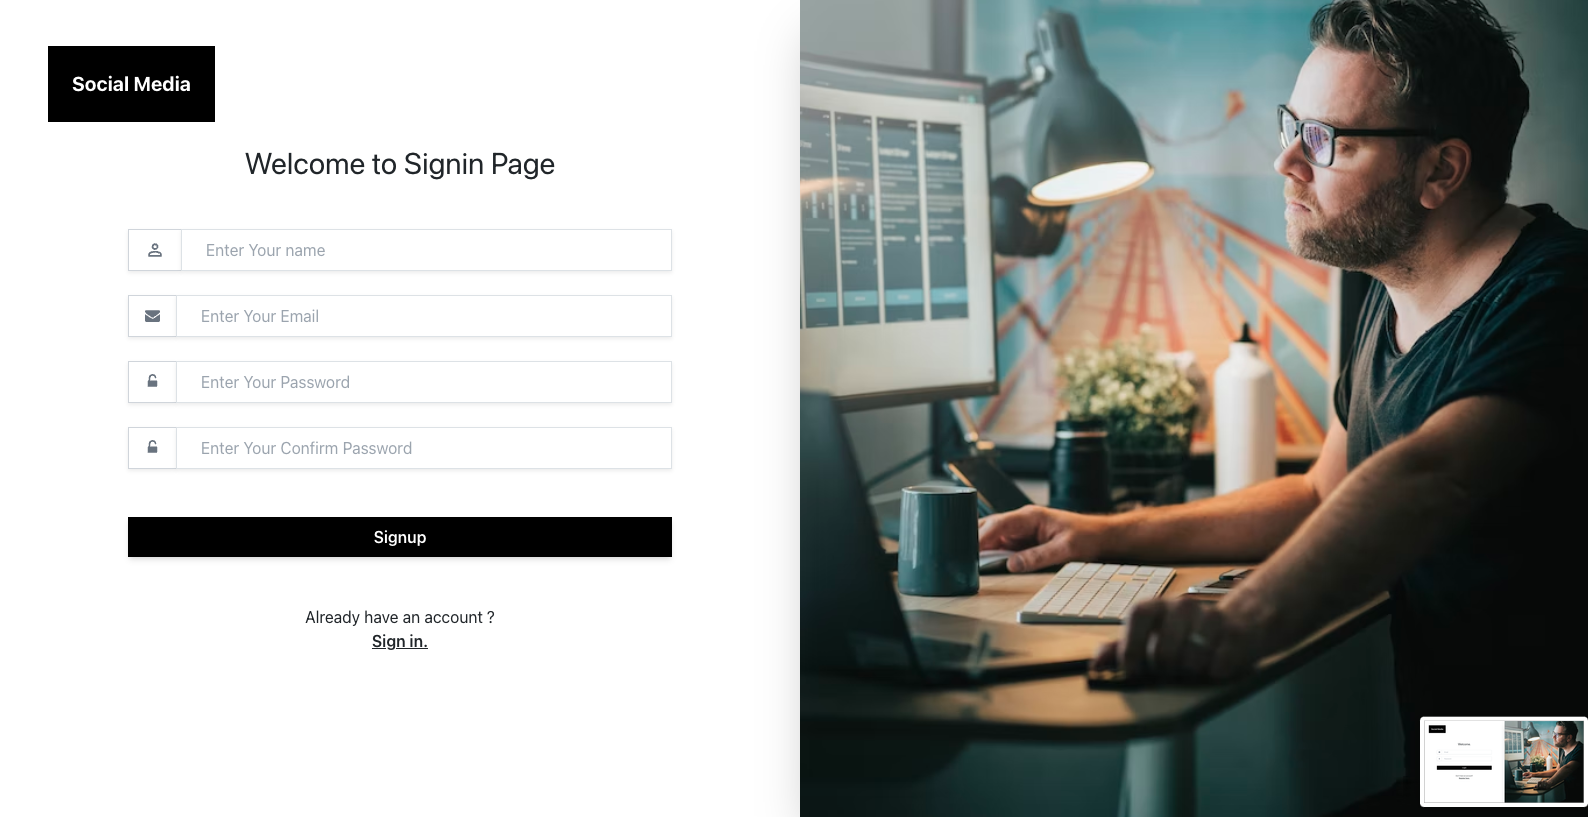 Social Media
Welcome to Signin Page
Enter Your name
Enter Your Email
Enter Your Password
Enter Your Confirm Password
Signup
Already have an account ?
Sign in.